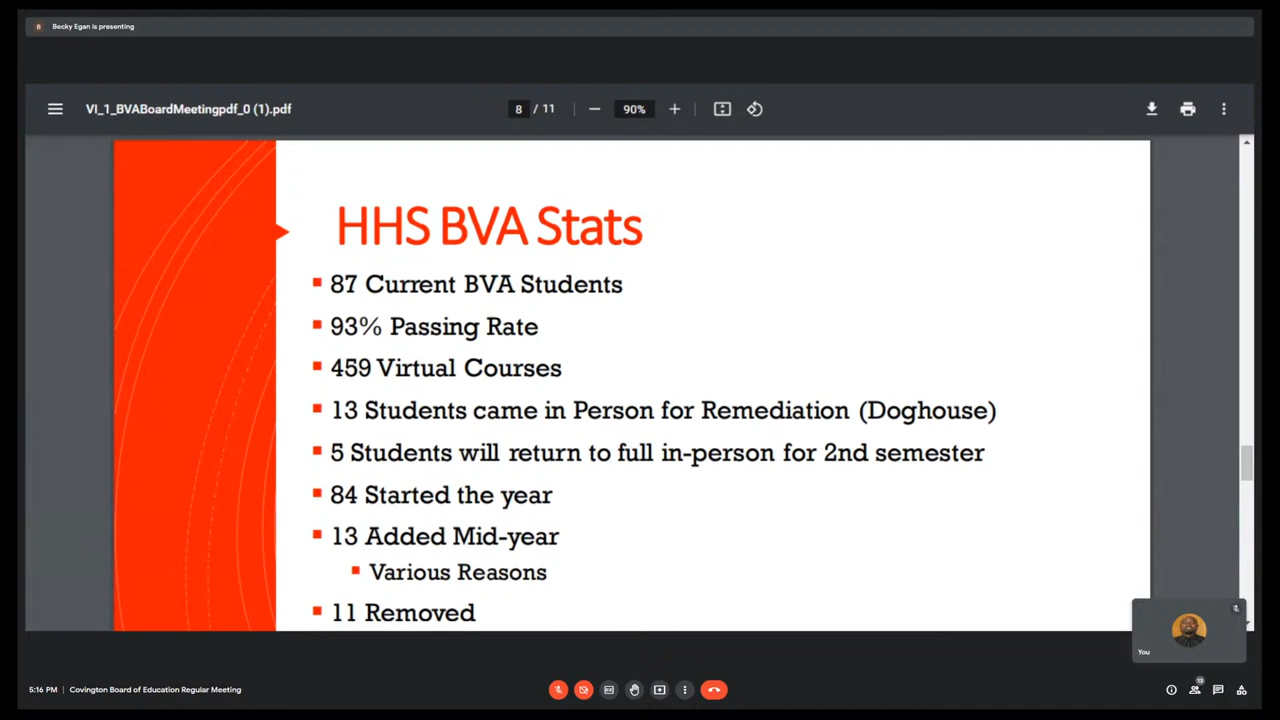 B
Becky Egan is presenting
VI_1_BVABoardMeetingpdf_0 (1).pdf
8 / 11
90%
HHS BVA Stats
87 Current BVA Students
93% Passing Rate
459 Virtual Courses
13 Students came in Person for Remediation (Doghouse)
5 Students will return to full in-person for 2nd semester
84 Started the year
13 Added Mid-year
Various Reasons
11 Removed
You
5:16 PM | Covington Board of Education Regular Meeting
13